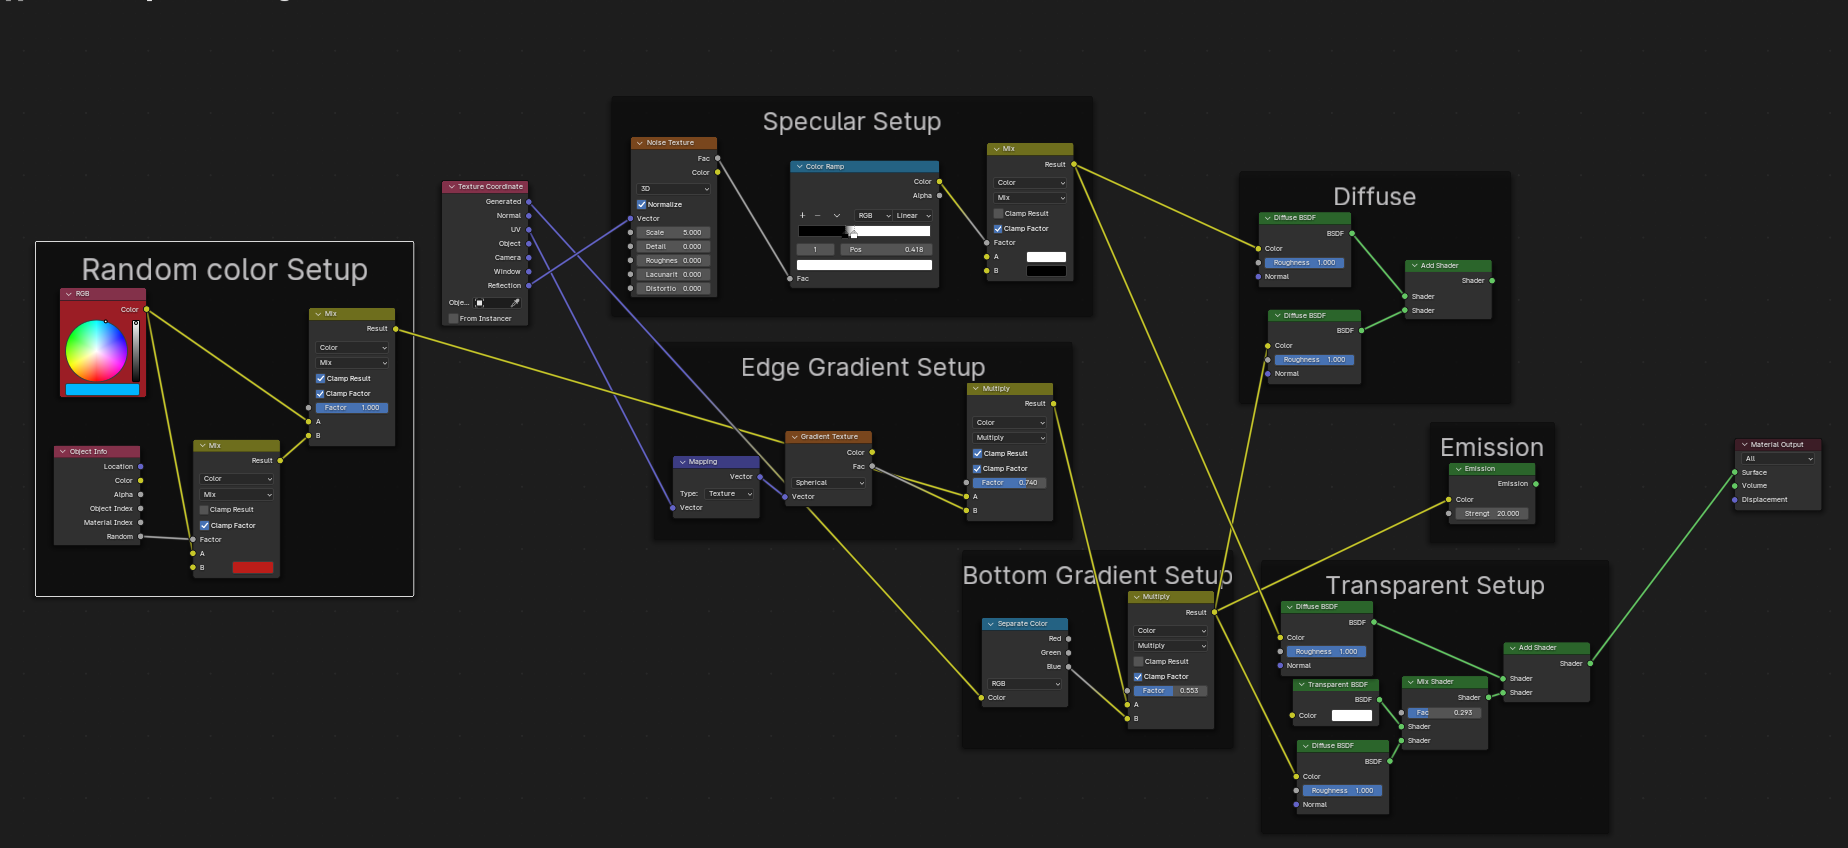 Random color Setup
RGB
Color
Object Info
Location
Color
Alpha
Object Index
Material Index
Random
Mix
Result
Color
Mix
Clamp Result
Clamp Factor
Factor
A
B
Mix
Result
Color
Mix
Clamp Result
Clamp Factor
Factor 1.000
A
B
Texture Coordinate
Generated
Normal
UV
Object
Camera
Window
Reflection
Obje...
From Instancer
Specular Setup
Noise Texture
Fac
Color
3D
Normalize
Vector
Scale 5.000
Detail 0.000
Roughnes 0.000
Lacunarit 0.000
Distortio 0.000
Color Ramp
Color
Alpha
RGB Linear
1 Pos 0.418
Fac
Mix
Result
Color
Mix
Clamp Result
Clamp Factor
Factor
A
B
Edge Gradient Setup
Mapping
Vector
Type: Texture
Vector
Gradient Texture
Color
Fac
Spherical
Vector
Multiply
Result
Color
Multiply
Clamp Result
Clamp Factor
Factor 0.740
A
B
Bottom Gradient Setup
Separate Color
Red
Green
Blue
RGB
Color
Multiply
Result
Color
Multiply
Clamp Result
Clamp Factor
Factor 0.553
A
B
Diffuse
Diffuse BSDF
BSDF
Color
Roughness 1.000
Normal
Diffuse BSDF
BSDF
Color
Roughness 1.000
Normal
Add Shader
Shader
Shader
Shader
Emission
Emission
Emission
Color
Strengt 20.000
Transparent Setup
Diffuse BSDF
BSDF
Color
Roughness 1.000
Normal
Transparent BSDF
BSDF
Color
Diffuse BSDF
BSDF
Color
Roughness 1.000
Normal
Mix Shader
Shader
Fac 0.293
Shader
Shader
Add Shader
Shader
Shader
Shader
Material Output
All
Surface
Volume
Displacement